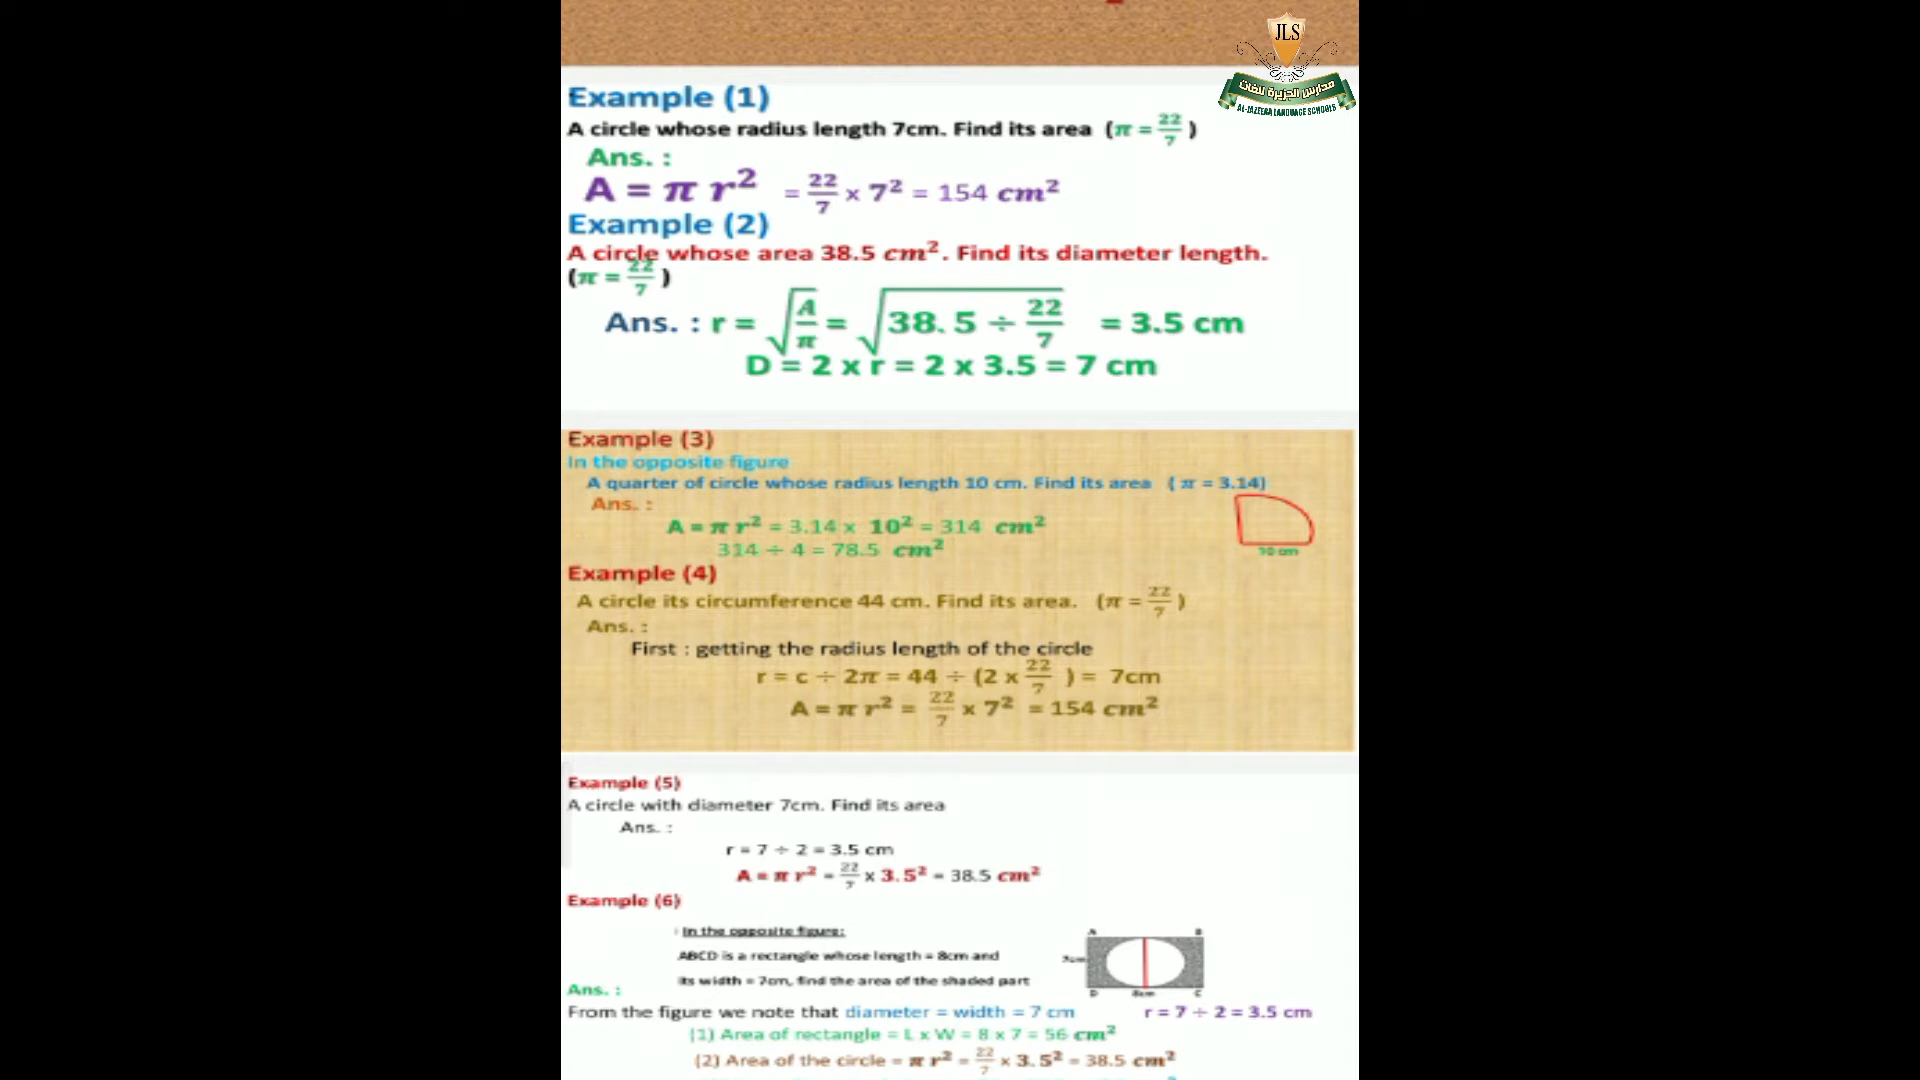 JLS
مدارس الجزيرة للغات
AL-JAZEERA LANGUAGE SCHOOLS
Example (1)
A circle whose radius length 7cm. Find its area (π = 22/7)
Ans. :
A = π r² = 22/7 x 7² = 154 cm²
Example (2)
A circle whose area 38.5 cm². Find its diameter length.
(π = 22/7)
Ans. : r = √(A/π) = √(38.5 ÷ 22/7) = 3.5 cm
D = 2 x r = 2 x 3.5 = 7 cm
Example (3)
In the opposite figure
A quarter of circle whose radius length 10 cm. Find its area ( π = 3.14)
Ans. :
A = π r² = 3.14 x 10² = 314 cm²
314 ÷ 4 = 78.5 cm²
10 cm
Example (4)
A circle its circumference 44 cm. Find its area. (π = 22/7)
Ans. :
First : getting the radius length of the circle
r = c ÷ 2π = 44 ÷ (2 x 22/7 ) = 7cm
A = π r² = 22/7 x 7² = 154 cm²
Example (5)
A circle with diameter 7cm. Find its area
Ans. :
r = 7 ÷ 2 = 3.5 cm
A = π r² = 22/7 x 3.5² = 38.5 cm²
Example (6)
In the opposite figure:
ABCD is a rectangle whose length = 8cm and
its width = 7cm, find the area of the shaded part
A B
7cm
D 8cm C
Ans. :
From the figure we note that diameter = width = 7 cm r = 7 ÷ 2 = 3.5 cm
(1) Area of rectangle = L x W = 8 x 7 = 56 cm²
(2) Area of the circle = π r² = 22/7 x 3.5² = 38.5 cm²